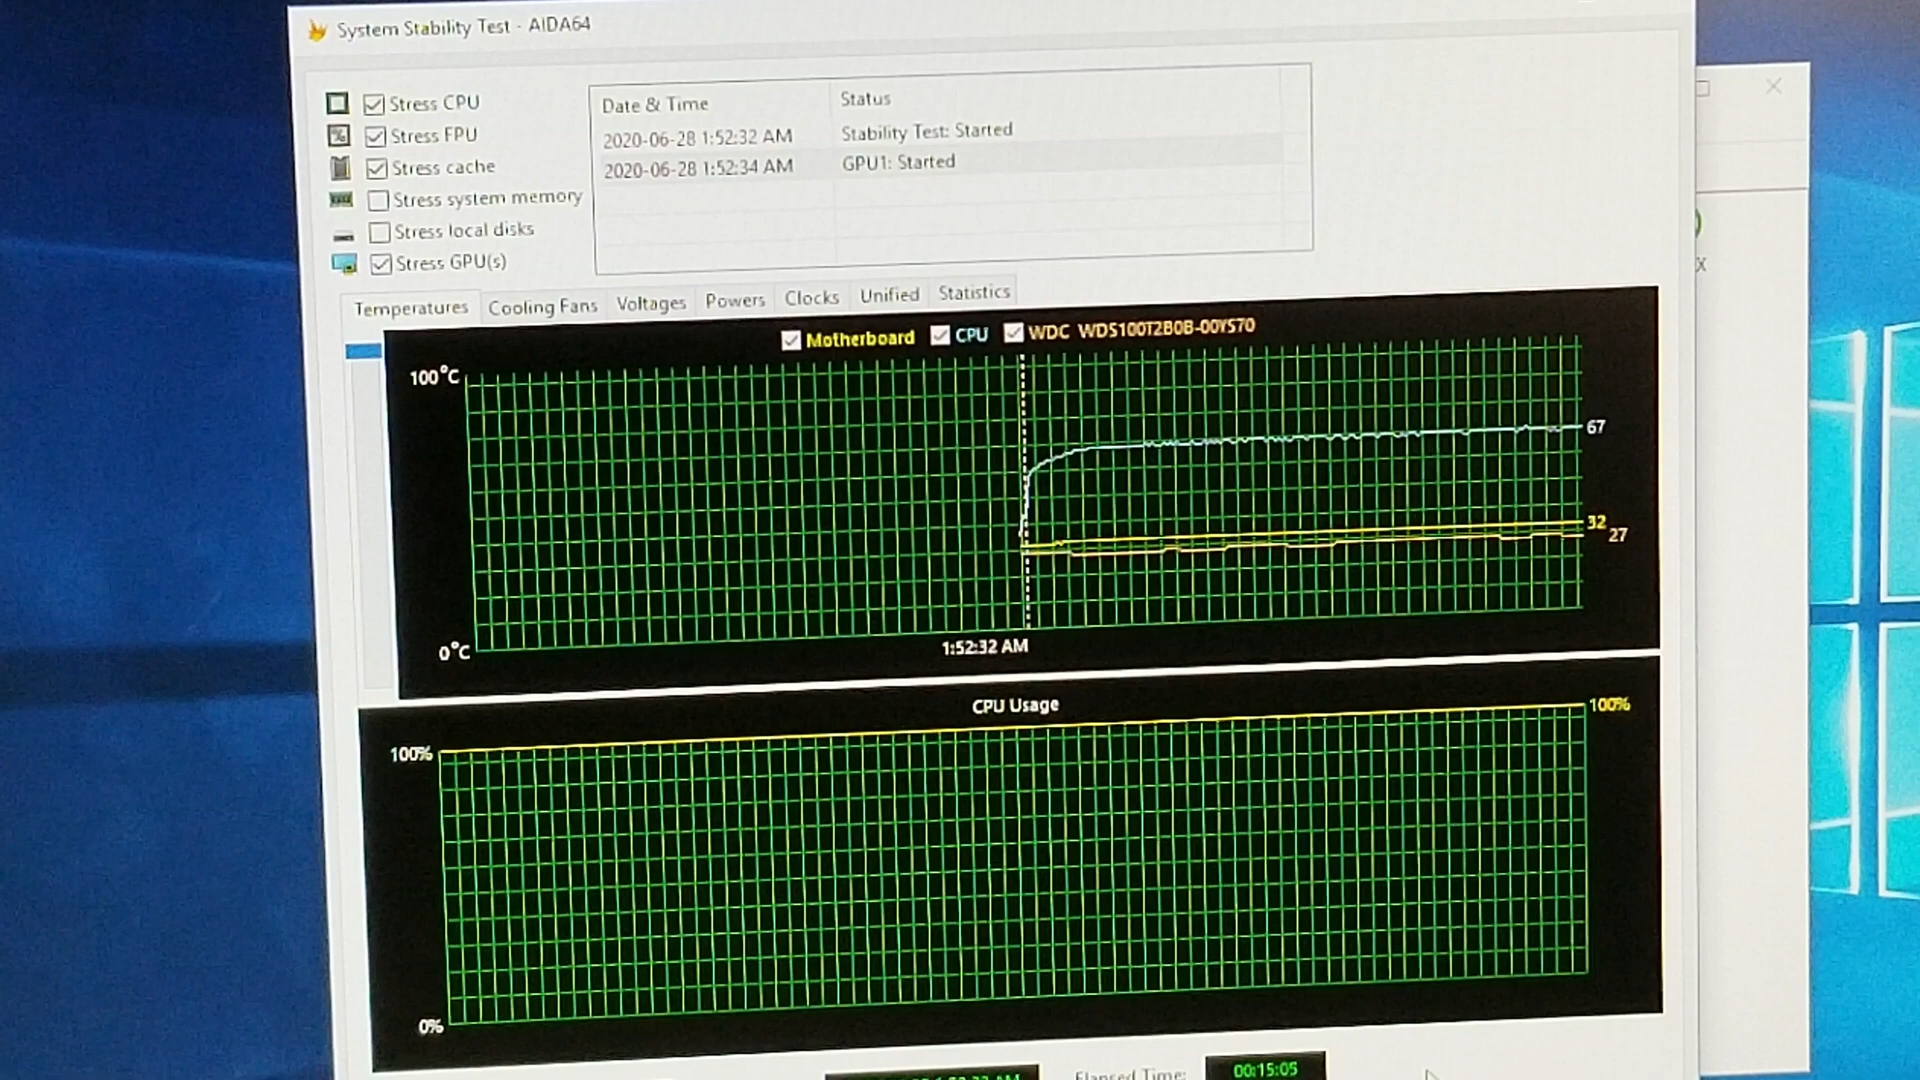 System Stability Test - AIDA64
Stress CPU
Stress FPU
Stress cache
Stress system memory
Stress local disks
Stress GPU(s)
Date & Time Status
2020-06-28 1:52:32 AM Stability Test: Started
2020-06-28 1:52:34 AM GPU1: Started
Temperatures Cooling Fans Voltages Powers Clocks Unified Statistics
Motherboard CPU WDC WDS100T2B0B-00YS70
100°C
67
32
27
0°C
1:52:32 AM
CPU Usage
100% 100%
0%
Elapsed Time: 00:15:05
X